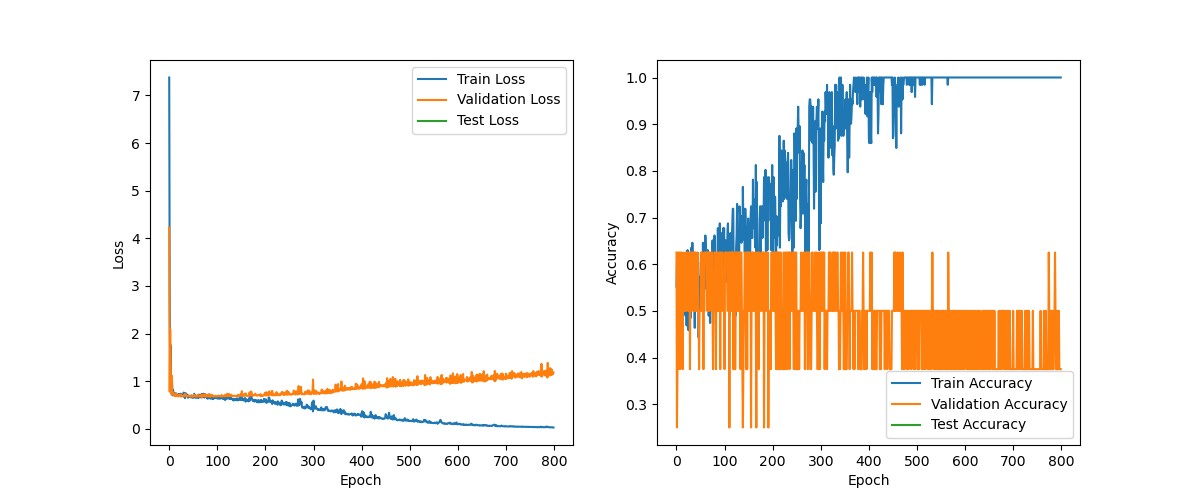 7
6
5
4
3
2
1
0
Loss
Train Loss
Validation Loss
Test Loss
0 100 200 300 400 500 600 700 800
Epoch
1.0
0.9
0.8
0.7
0.6
0.5
0.4
0.3
Accuracy
Train Accuracy
Validation Accuracy
Test Accuracy
0 100 200 300 400 500 600 700 800
Epoch